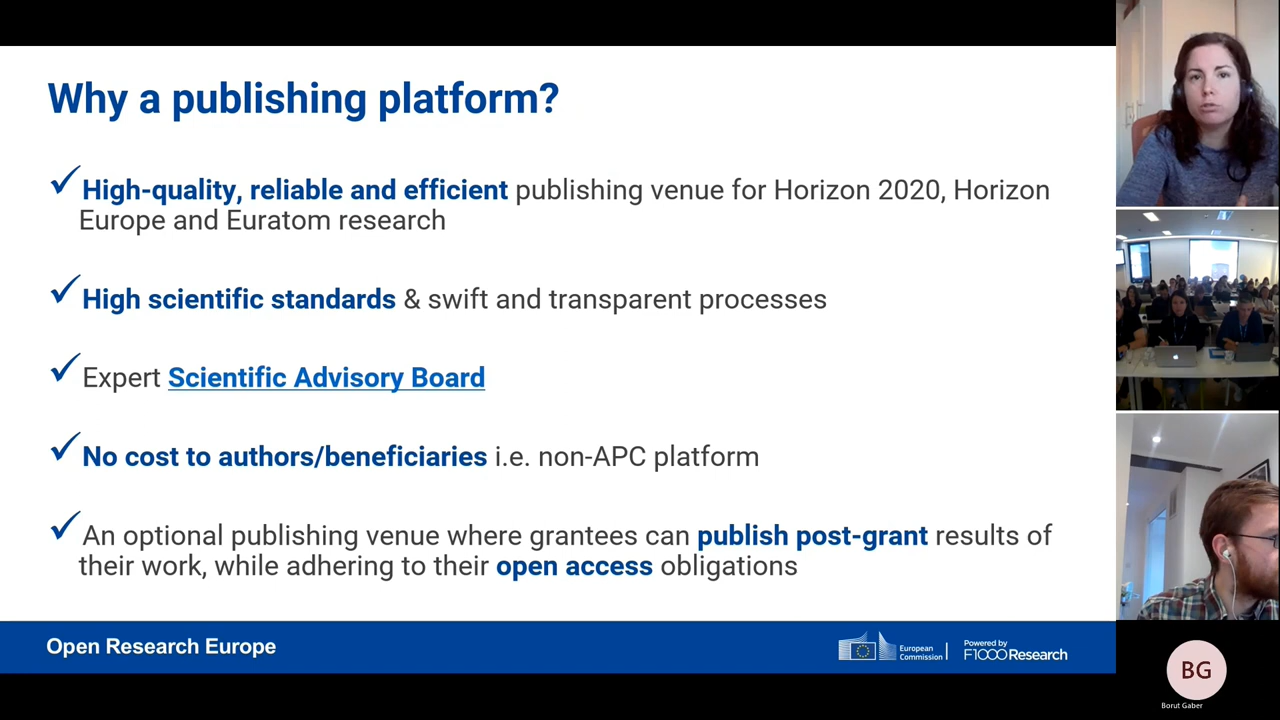 Why a publishing platform?
High-quality, reliable and efficient publishing venue for Horizon 2020, Horizon
Europe and Euratom research
High scientific standards & swift and transparent processes
Expert Scientific Advisory Board
No cost to authors/beneficiaries i.e. non-APC platform
An optional publishing venue where grantees can publish post-grant results of
their work, while adhering to their open access obligations
Open Research Europe
European
Commission
Powered by
F1000Research
BG
Borut Gaber